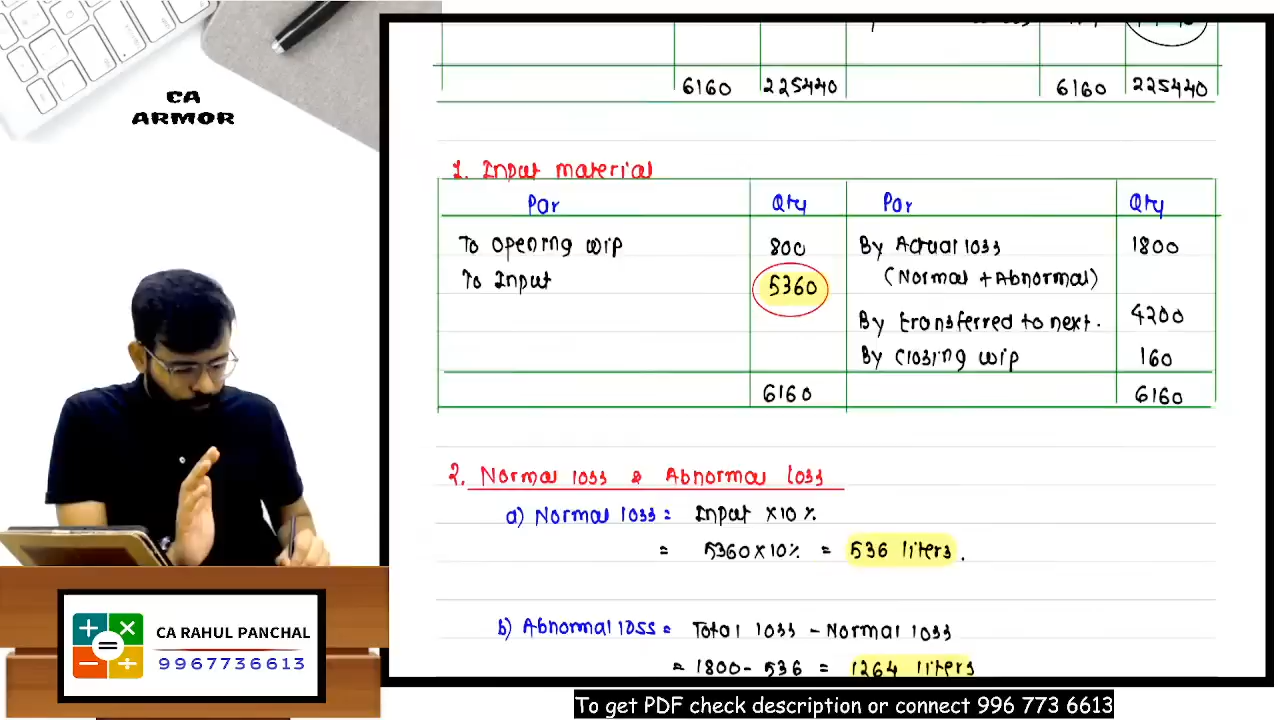 CA
ARMOR
6160 225440 6160 225440
1. Input material
Par Qty Par Qty
To Opening WIP 800 By Actual loss 1800
To Input 5360 (Normal + Abnormal)
By transferred to next. 4200
By closing WIP 160
6160 6160
2. Normal loss & Abnormal loss
a) Normal loss = Input x10%
= 5360x10% = 536 liters.
b) Abnormal loss = Total loss - Normal loss
= 1800 - 536 = 1264 liters
CA RAHUL PANCHAL
9967736613
To get PDF check description or connect 996 773 6613